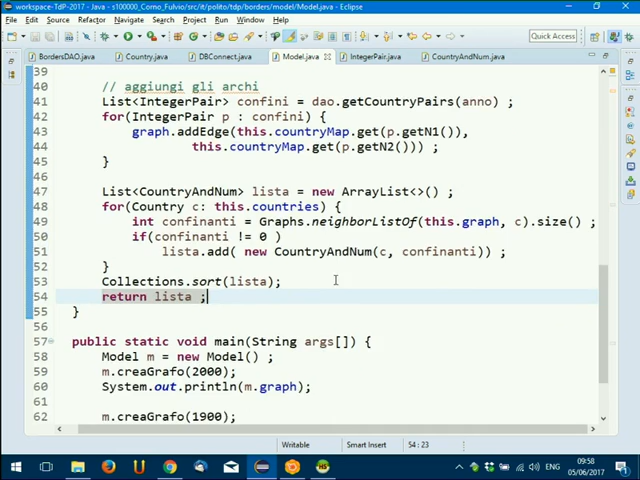 workspace-TdP-2017 - Java - s100000_Corno_Fulvio/src/it/polito/tdp/borders/model/Model.java - Eclipse
File Edit Source Refactor Navigate Search Project Run Window Help
Quick Access
BordersDAO.java Country.java DBConnect.java Model.java IntegerPair.java CountryAndNum.java
39
40 // aggiungi gli archi
41 List<IntegerPair> confini = dao.getCountryPairs(anno) ;
42 for(IntegerPair p : confini) {
43 graph.addEdge(this.countryMap.get(p.getN1()),
44 this.countryMap.get(p.getN2())) ;
45 }
46
47 List<CountryAndNum> lista = new ArrayList<>() ;
48 for(Country c: this.countries) {
49 int confinanti = Graphs.neighborListOf(this.graph, c).size() ;
50 if(confinanti != 0 )
51 lista.add( new CountryAndNum(c, confinanti)) ;
52 }
53 Collections.sort(lista);
54 return lista ;
55 }
56
57 public static void main(String args[]) {
58 Model m = new Model() ;
59 m.creaGrafo(2000);
60 System.out.println(m.graph);
61
62 m.creaGrafo(1900);
Writable Smart Insert 54 : 23
ENG 09:58
05/06/2017